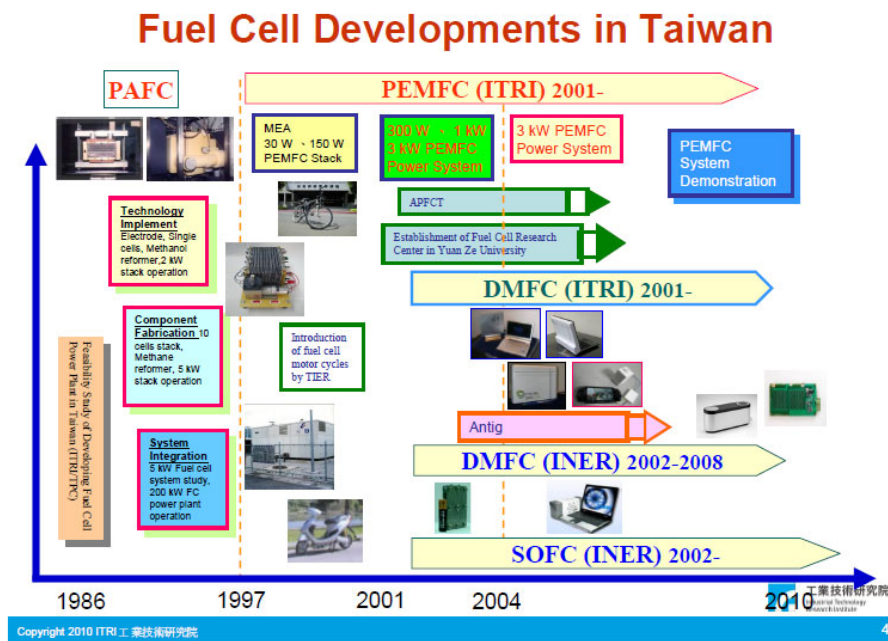 Fuel Cell Developments in Taiwan
PAFC
PEMFC (ITRI) 2001-
MEA
30 W 、150 W
PEMFC Stack
300 W 、1 kW
3 kW PEMFC
Power System
3 kW PEMFC
Power System
PEMFC
System
Demonstration
Technology
Implement
Electrode, Single
cells, Methanol
reformer,2 kW
stack operation
APFCT
Establishment of Fuel Cell Research
Center in Yuan Ze University
DMFC (ITRI) 2001-
Component
Fabrication 10
cells stack,
Methane
reformer, 5 kW
stack operation
Introduction
of fuel cell
motor cycles
by TIER
Feasibility Study of Developing Fuel Cell
Power Plant in Taiwan (ITRI/TPC)
Antig
System
Integration
5 kW Fuel cell
system study,
200 kW FC
power plant
operation
DMFC (INER) 2002-2008
SOFC (INER) 2002-
1986
1997
2001
2004
2010
工業技術研究院
Industrial Technology
Research Institute
Copyright 2010 ITRI 工業技術研究院
4